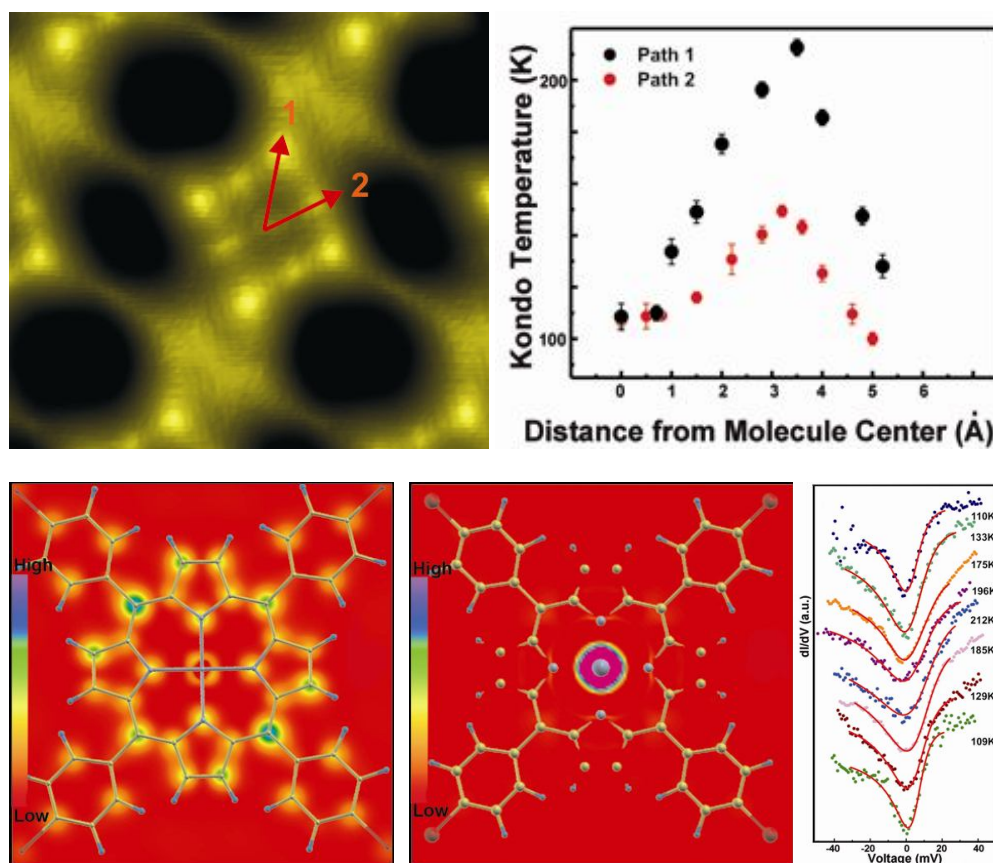 1
2
Path 1
Path 2
200
100
Kondo Temperature (K)
0 1 2 3 4 5 6
Distance from Molecule Center (Å)
High
Low
High
Low
110K
133K
175K
196K
212K
185K
129K
109K
dI/dV (a.u.)
-40 -20 0 20 40
Voltage (mV)